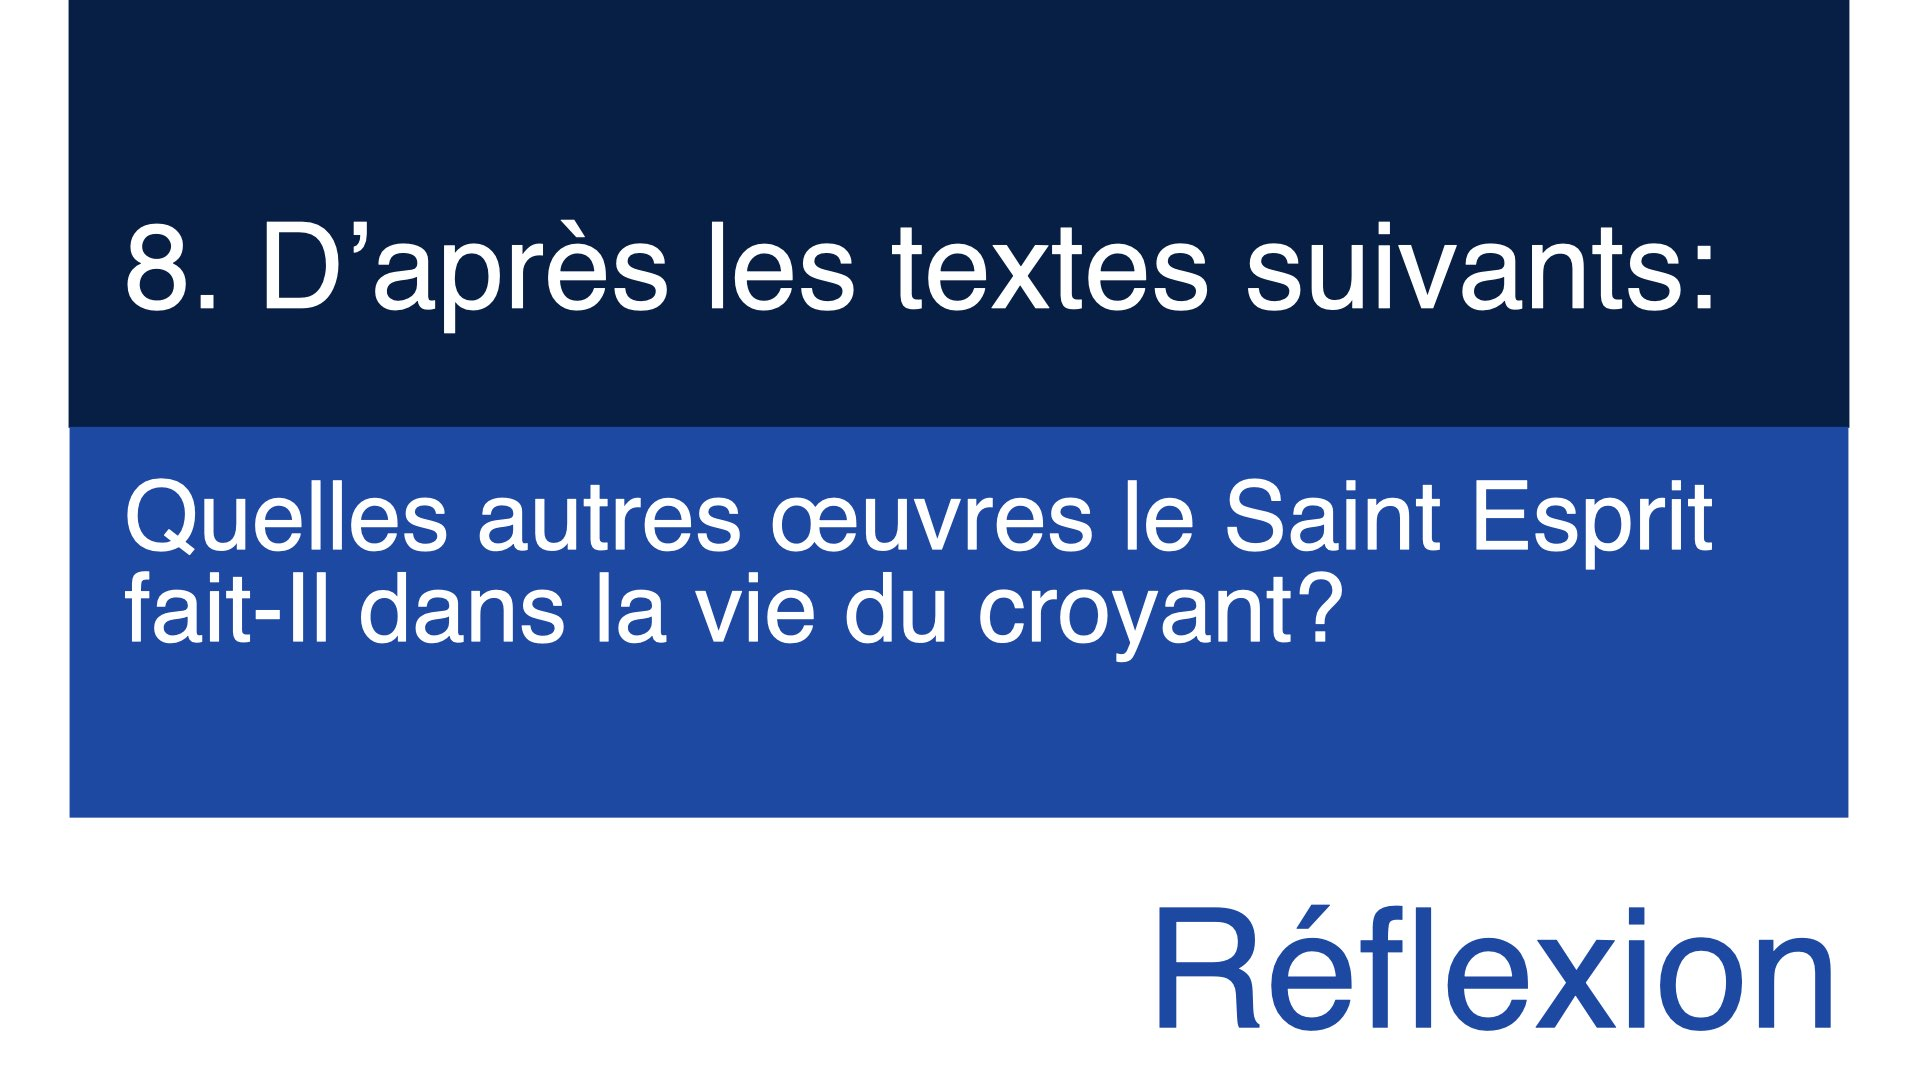 8. D’après les textes suivants:
Quelles autres œuvres le Saint Esprit
fait-Il dans la vie du croyant?
Réflexion